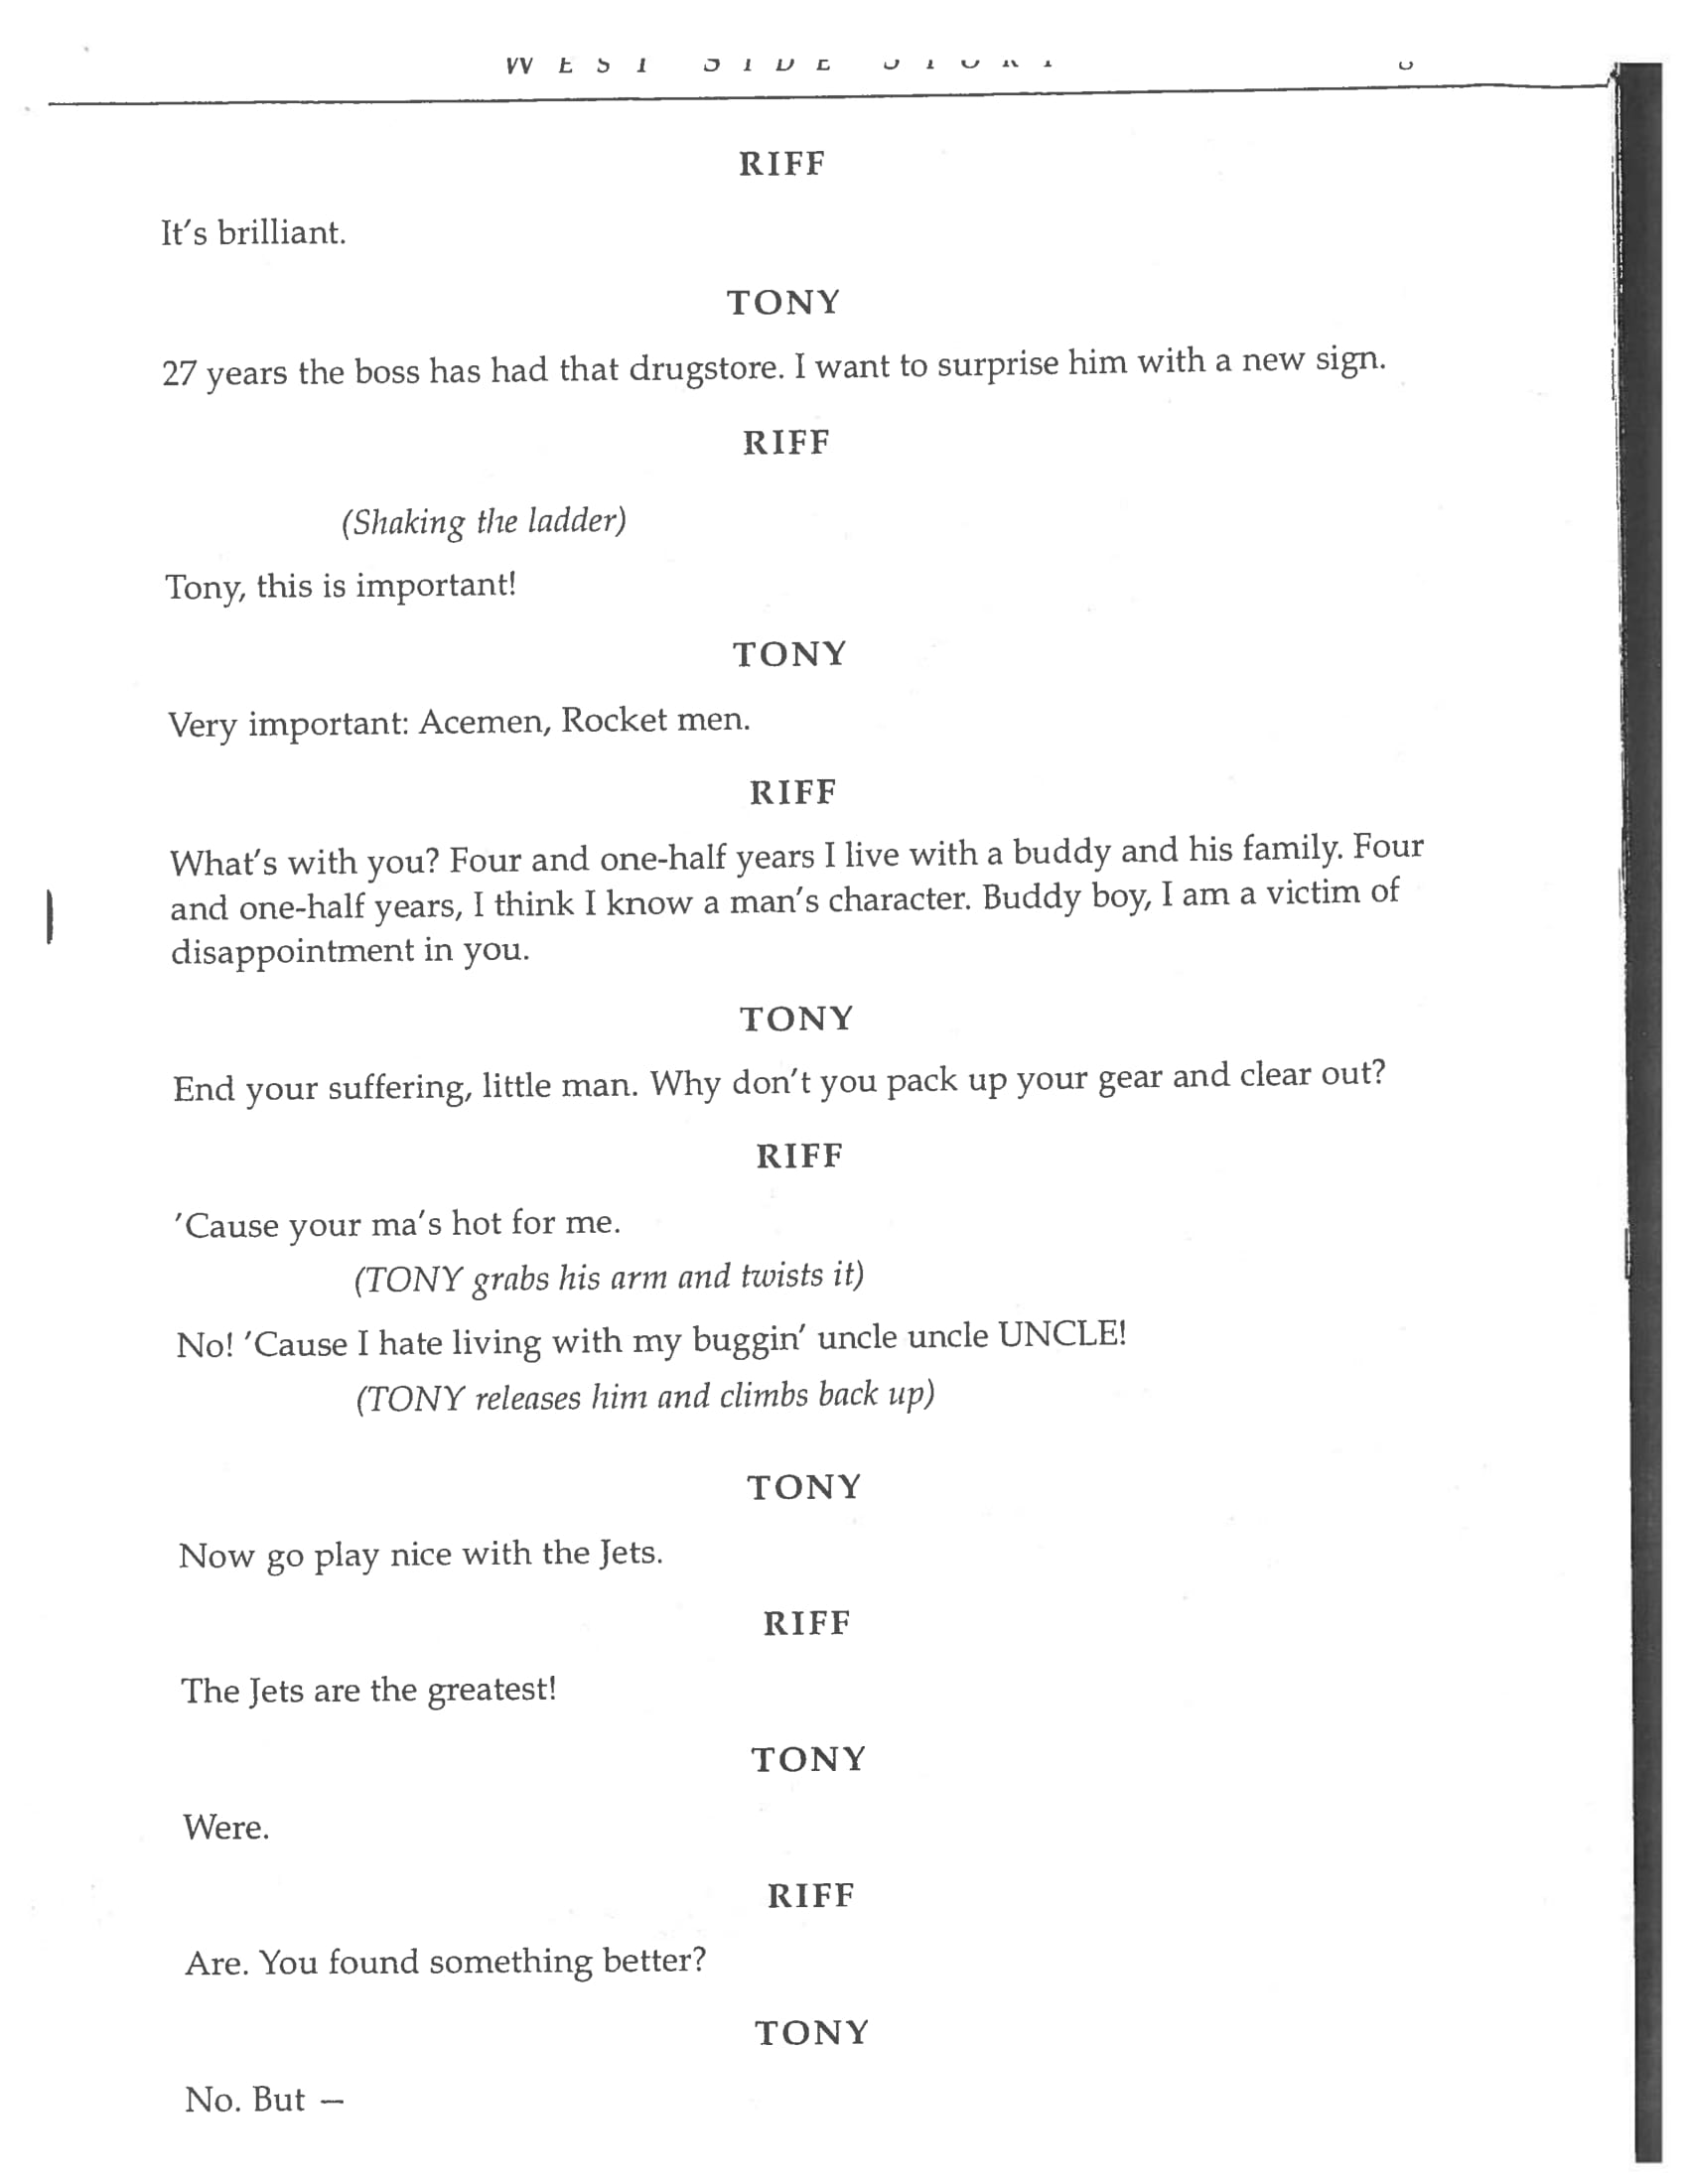 WEST SIDE STORY
RIFF
It's brilliant.
TONY
27 years the boss has had that drugstore. I want to surprise him with a new sign.
RIFF
(Shaking the ladder)
Tony, this is important!
TONY
Very important: Acemen, Rocket men.
RIFF
What's with you? Four and one-half years I live with a buddy and his family. Four
and one-half years, I think I know a man's character. Buddy boy, I am a victim of
disappointment in you.
TONY
End your suffering, little man. Why don't you pack up your gear and clear out?
RIFF
'Cause your ma's hot for me.
(TONY grabs his arm and twists it)
No! 'Cause I hate living with my buggin' uncle uncle UNCLE!
(TONY releases him and climbs back up)
TONY
Now go play nice with the Jets.
RIFF
The Jets are the greatest!
TONY
Were.
RIFF
Are. You found something better?
TONY
No. But —